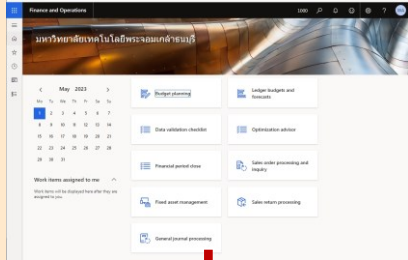 Finance and Operations
1000
?
มหาวิทยาลัยเทคโนโลยีพระจอมเกล้าธนบุรี
May 2023
Mo Tu We Th Fr Sa Su
1 2 3 4 5 6 7
8 9 10 11 12 13 14
15 16 17 18 19 20 21
22 23 24 25 26 27 28
29 30 31
Work items assigned to me
Work items will be displayed here after they are
assigned to you.
Budget planning
Ledger budgets and
forecasts
Data validation checklist
Optimization advisor
Financial period close
Sales order processing and
inquiry
Fixed asset management
Sales return processing
General journal processing